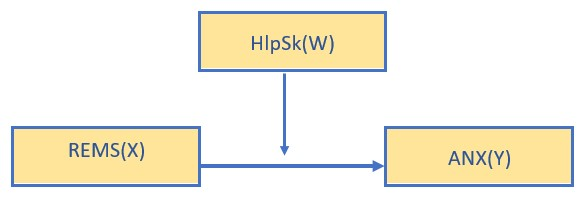 HlpSk(W)
REMS(X)
ANX(Y)